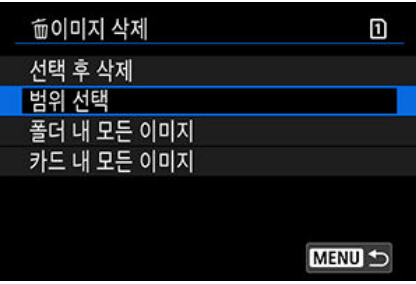 이미지 삭제 1
선택 후 삭제
범위 선택
폴더 내 모든 이미지
카드 내 모든 이미지
MENU